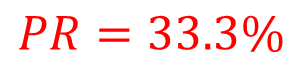 PR = 33.3%